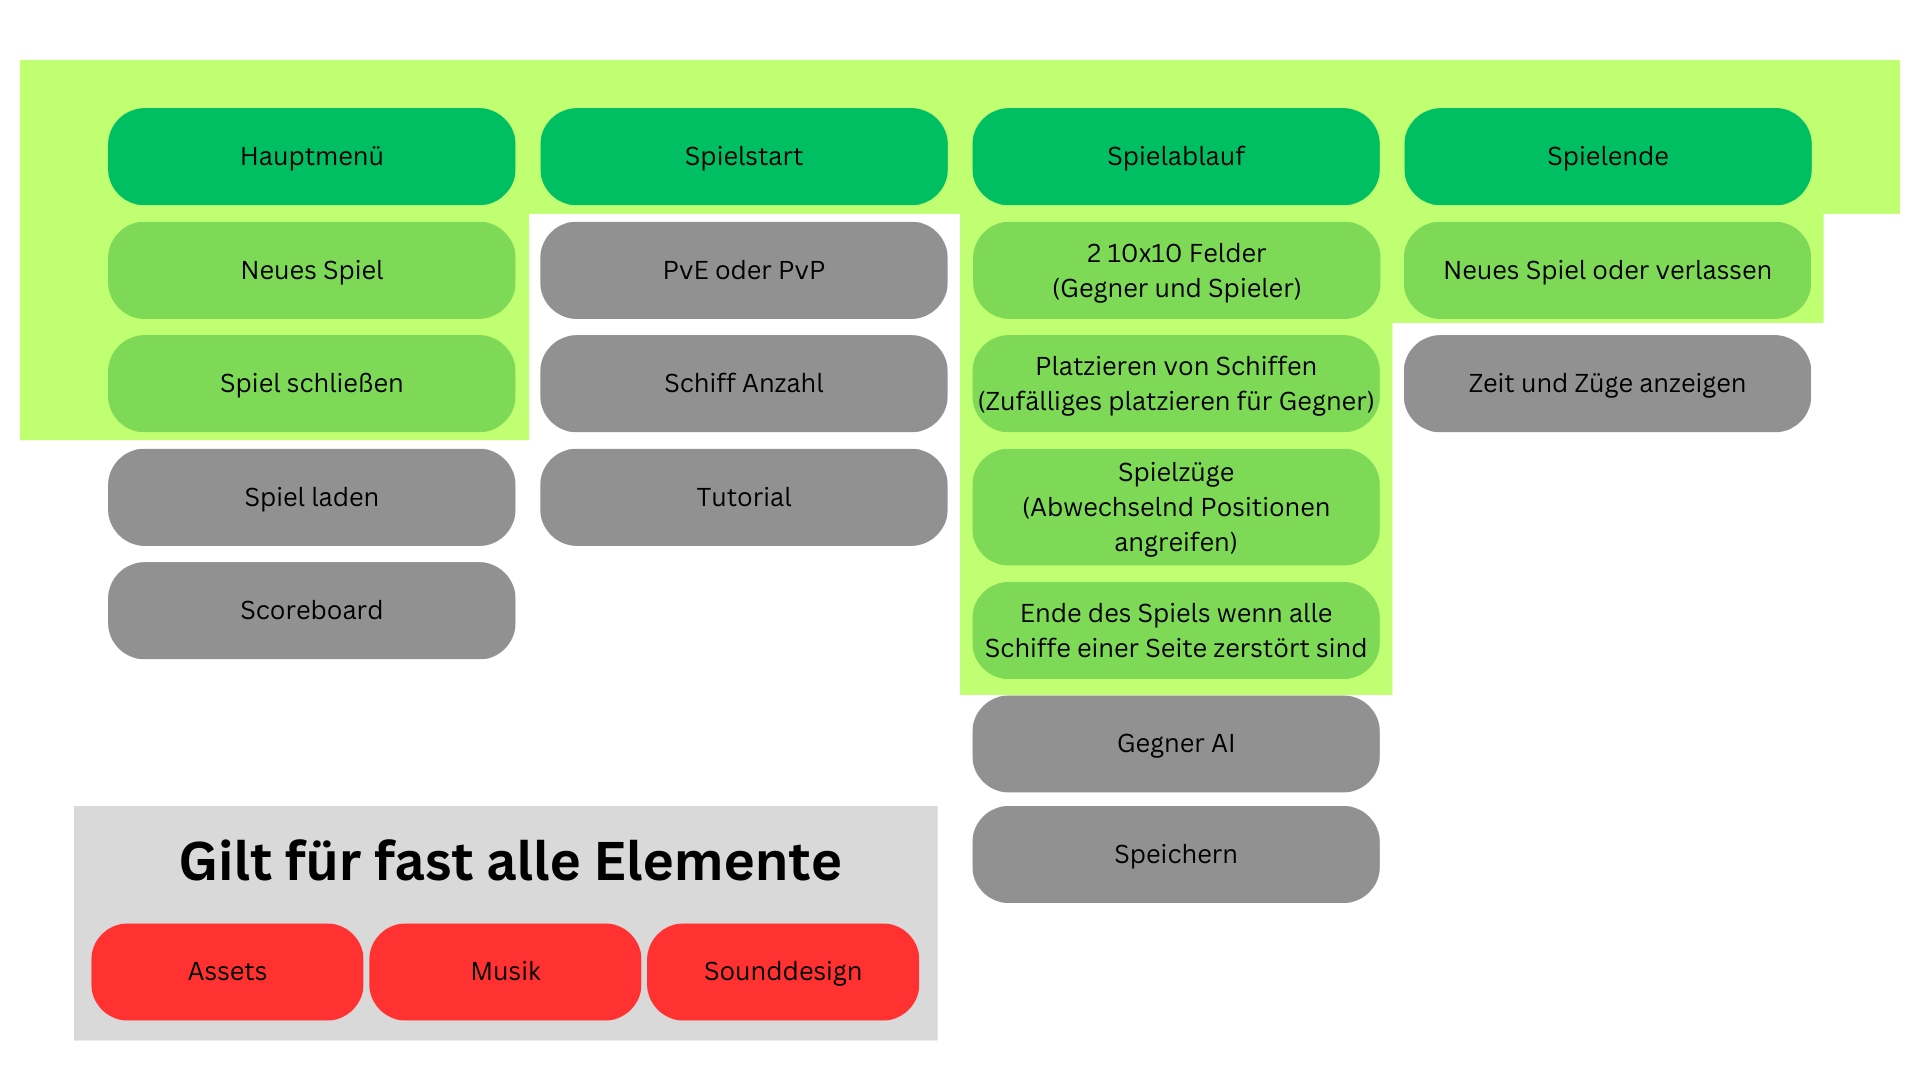 Hauptmenü
Spielstart
Spielablauf
Spielende
Neues Spiel
PvE oder PvP
2 10x10 Felder
(Gegner und Spieler)
Neues Spiel oder verlassen
Spiel schließen
Schiff Anzahl
Platzieren von Schiffen
(Zufälliges platzieren für Gegner)
Zeit und Züge anzeigen
Spiel laden
Tutorial
Spielzüge
(Abwechselnd Positionen
angreifen)
Scoreboard
Ende des Spiels wenn alle
Schiffe einer Seite zerstört sind
Gegner AI
Speichern
Gilt für fast alle Elemente
Assets
Musik
Sounddesign